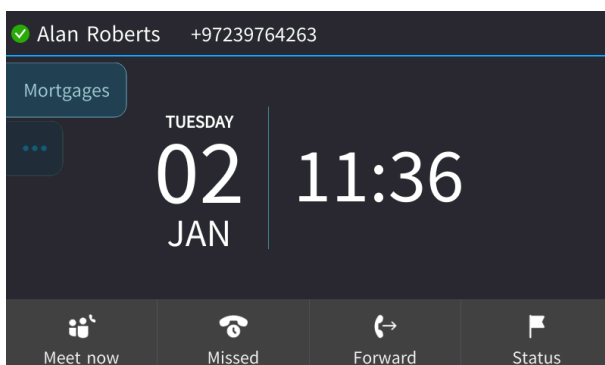 Alan Roberts +97239764263
Mortgages
TUESDAY
02
JAN
11:36
Meet now
Missed
Forward
Status